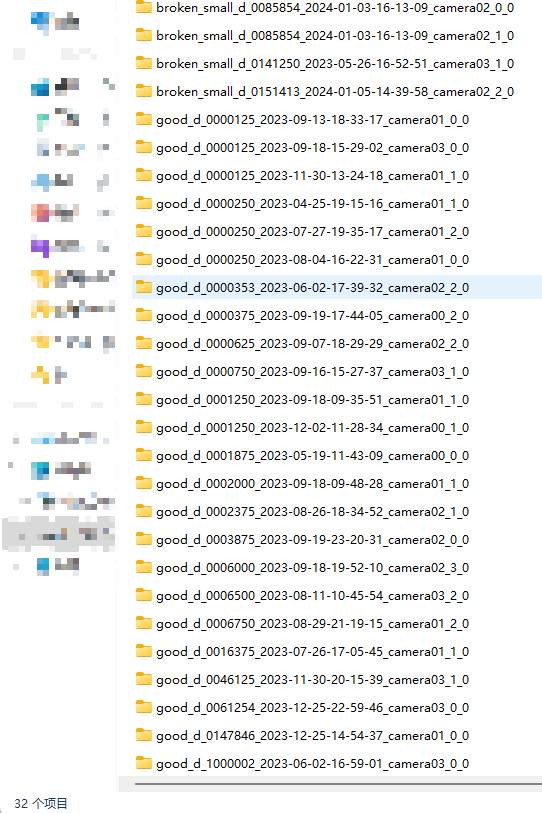 broken_small_d_0085854_2024-01-03-16-13-09_camera02_0_0
broken_small_d_0085854_2024-01-03-16-13-09_camera02_1_0
broken_small_d_0141250_2023-05-26-16-52-51_camera03_1_0
broken_small_d_0151413_2024-01-05-14-39-58_camera02_2_0
good_d_0000125_2023-09-13-18-33-17_camera01_0_0
good_d_0000125_2023-09-18-15-29-02_camera03_0_0
good_d_0000125_2023-11-30-13-24-18_camera01_1_0
good_d_0000250_2023-04-25-19-15-16_camera01_1_0
good_d_0000250_2023-07-27-19-35-17_camera01_2_0
good_d_0000250_2023-08-04-16-22-31_camera01_0_0
good_d_0000353_2023-06-02-17-39-32_camera02_2_0
good_d_0000375_2023-09-19-17-44-05_camera00_2_0
good_d_0000625_2023-09-07-18-29-29_camera02_2_0
good_d_0000750_2023-09-16-15-27-37_camera03_1_0
good_d_0001250_2023-09-18-09-35-51_camera01_1_0
good_d_0001250_2023-12-02-11-28-34_camera00_1_0
good_d_0001875_2023-05-19-11-43-09_camera00_0_0
good_d_0002000_2023-09-18-09-48-28_camera01_1_0
good_d_0002375_2023-08-26-18-34-52_camera02_1_0
good_d_0003875_2023-09-19-23-20-31_camera02_0_0
good_d_0006000_2023-09-18-19-52-10_camera02_3_0
good_d_0006500_2023-08-11-10-45-54_camera03_2_0
good_d_0006750_2023-08-29-21-19-15_camera01_2_0
good_d_0016375_2023-07-26-17-05-45_camera01_1_0
good_d_0046125_2023-11-30-20-15-39_camera03_1_0
good_d_0061254_2023-12-25-22-59-46_camera03_0_0
good_d_0147846_2023-12-25-14-54-37_camera01_0_0
good_d_1000002_2023-06-02-16-59-01_camera03_0_0
32 个项目